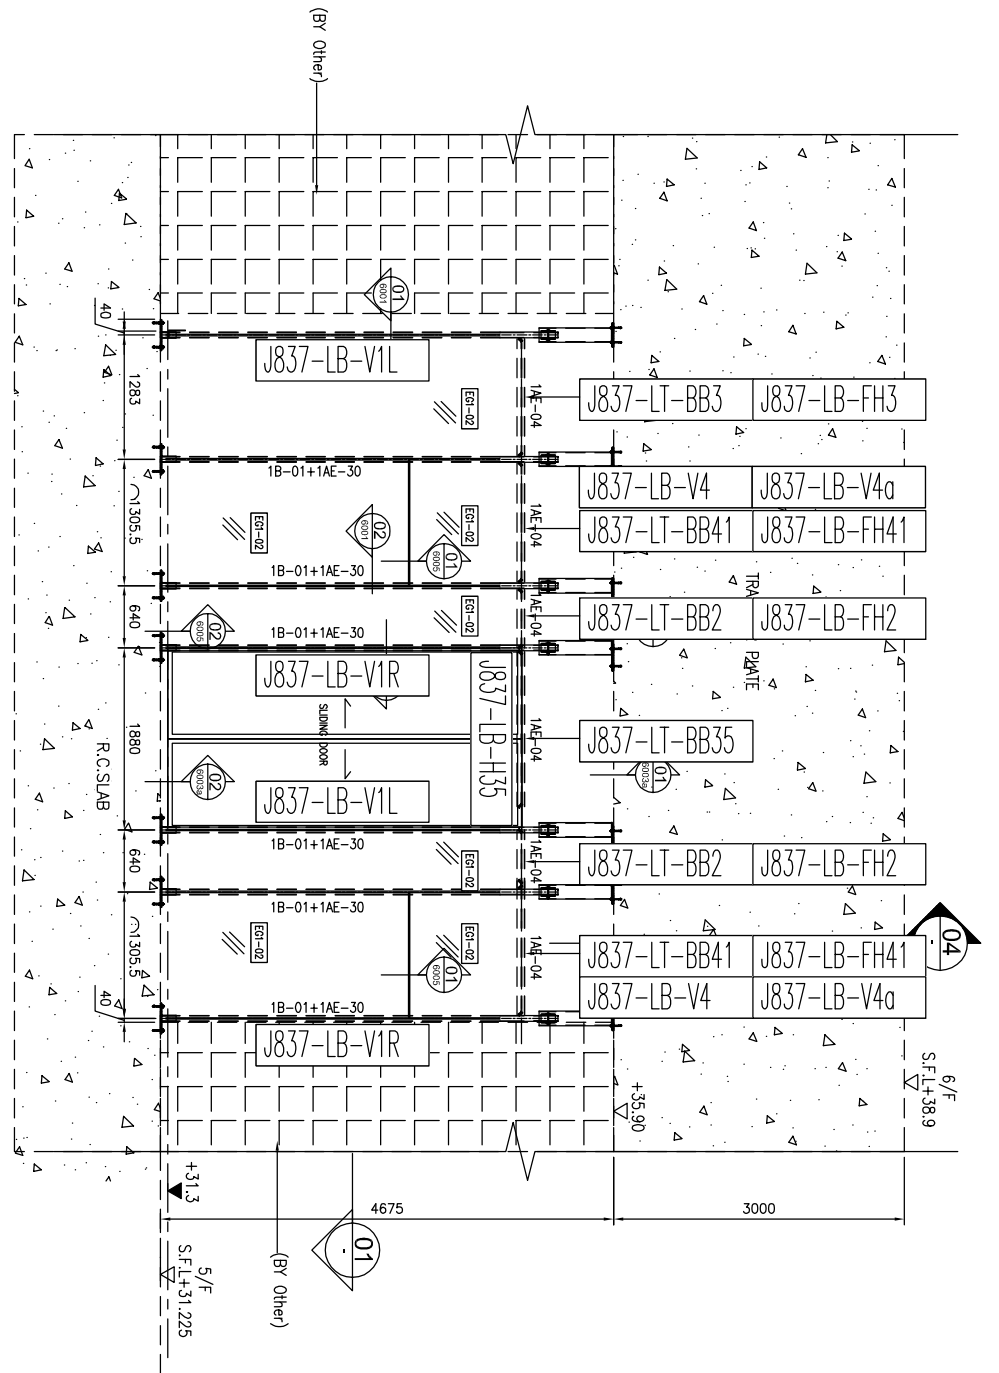 (BY Other)
01
6001
40
J837-LB-V1L
1283
EG1-02
1AE-04
J837-LT-BB3
J837-LB-FH3
1B-01+1AE-30
J837-LB-V4
J837-LB-V4a
1305.5
EG1-02
02
6001
EG1-02
1AE-04
J837-LT-BB41
J837-LB-FH41
01
6005
1B-01+1AE-30
640
02
6005
EG1-02
1AE-04
J837-LT-BB2
J837-LB-FH2
1B-01+1AE-30
PLATE
J837-LB-V1R
J837-LB-H35
SLIDING DOOR
1880
R.C.SLAB
1AE-04
J837-LT-BB35
02
6003a
01
6003a
J837-LB-V1L
1B-01+1AE-30
640
EG1-02
1AE-04
J837-LT-BB2
J837-LB-FH2
1B-01+1AE-30
1305.5
EG1-02
EG1-02
1AE-04
J837-LT-BB41
J837-LB-FH41
04
-
01
6005
J837-LB-V4
J837-LB-V4a
40
1B-01+1AE-30
J837-LB-V1R
+35.90
6/F
S.F.L+38.9
+31.3
4675
3000
01
-
5/F
S.F.L+31.225
(BY Other)